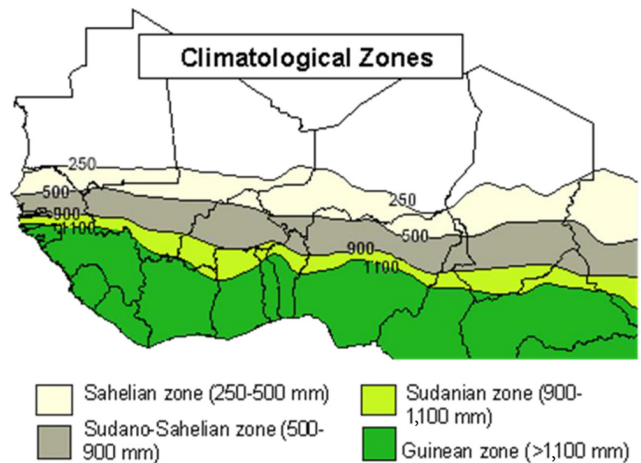 Climatological Zones
250
250
500
500
900
900
1100
1100
Sahelian zone (250-500 mm)
Sudano-Sahelian zone (500-
900 mm)
Sudanian zone (900-
1,100 mm)
Guinean zone (>1,100 mm)